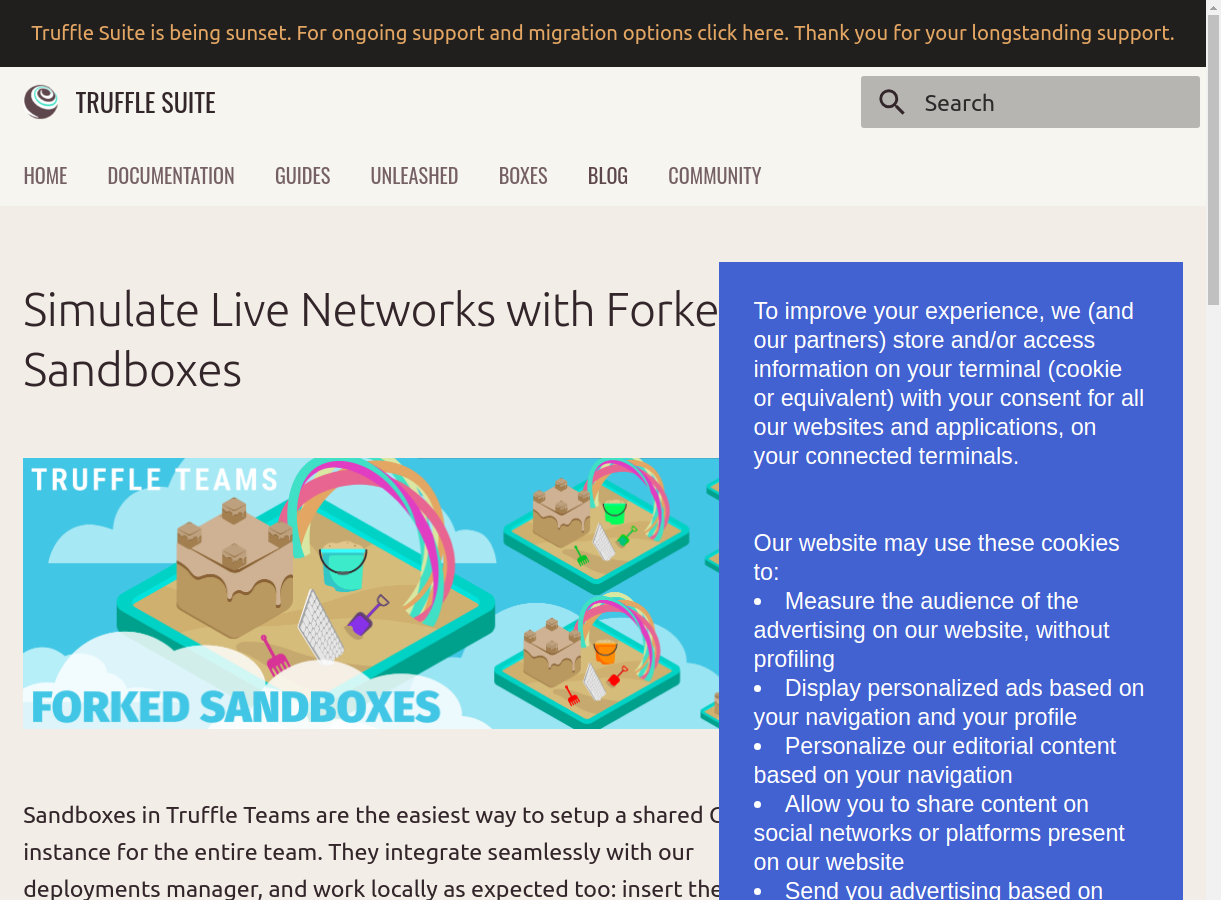 Truffle Suite is being sunset. For ongoing support and migration options click here. Thank you for your longstanding support.
TRUFFLE SUITE
Search
HOME DOCUMENTATION GUIDES UNLEASHED BOXES BLOG COMMUNITY
Simulate Live Networks with Forke
Sandboxes
TRUFFLE TEAMS
FORKED SANDBOXES
Sandboxes in Truffle Teams are the easiest way to setup a shared
instance for the entire team. They integrate seamlessly with our
deployments manager, and work locally as expected too: insert the
To improve your experience, we (and
our partners) store and/or access
information on your terminal (cookie
or equivalent) with your consent for all
our websites and applications, on
your connected terminals.
Our website may use these cookies
to:
• Measure the audience of the
advertising on our website, without
profiling
• Display personalized ads based on
your navigation and your profile
• Personalize our editorial content
based on your navigation
• Allow you to share content on
social networks or platforms present
on our website
• Send you advertising based on